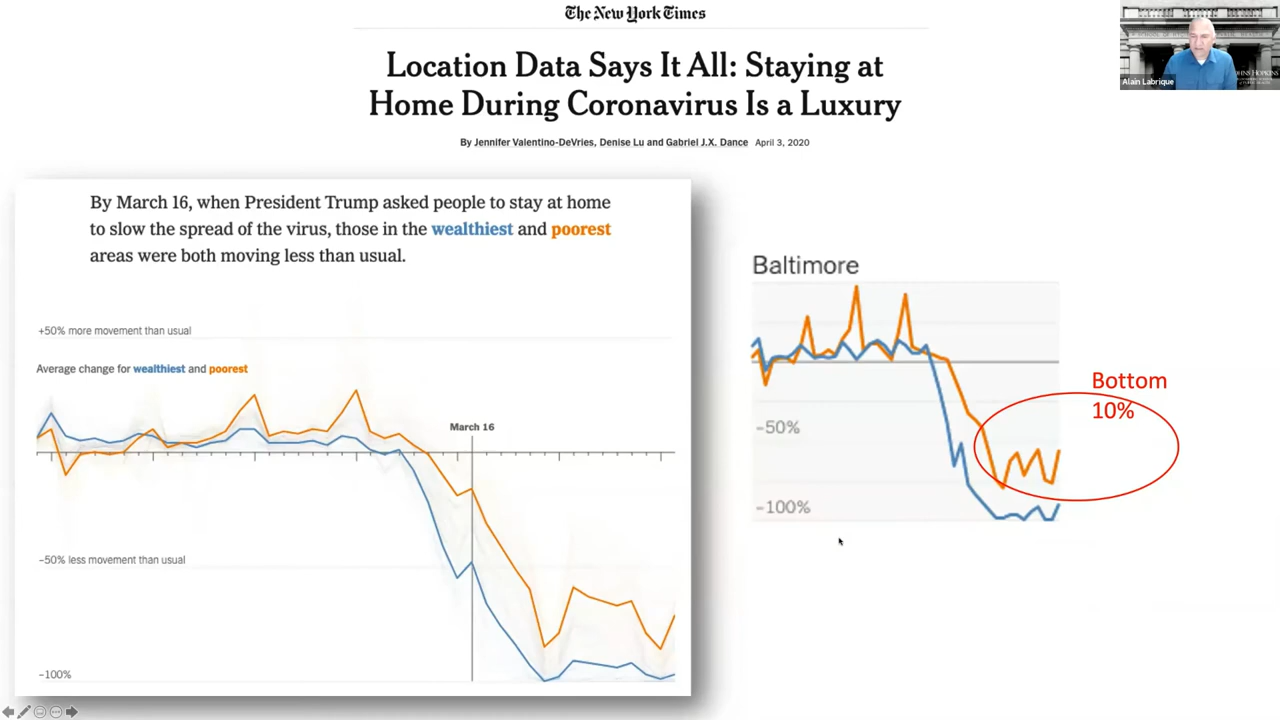 The New York Times
Location Data Says It All: Staying at
Home During Coronavirus Is a Luxury
By Jennifer Valentino-DeVries, Denise Lu and Gabriel J.X. Dance April 3, 2020
Alain Labrique
JOHNS HOPKINS
By March 16, when President Trump asked people to stay at home
to slow the spread of the virus, those in the wealthiest and poorest
areas were both moving less than usual.
+50% more movement than usual
Average change for wealthiest and poorest
March 16
−50% less movement than usual
−100%
Baltimore
−50%
−100%
Bottom
10%